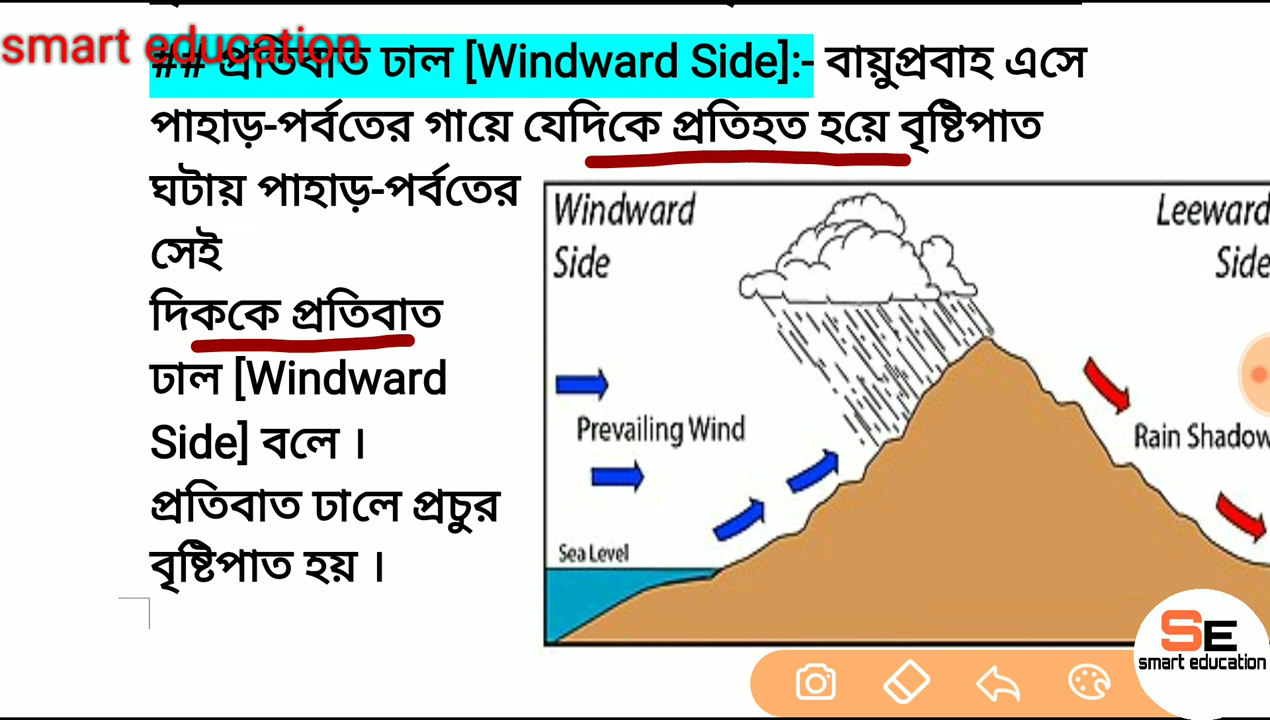 smart education
## প্রতিবাত ঢাল [Windward Side]:- বায়ুপ্রবাহ এসে
পাহাড়-পর্বতের গায়ে যেদিকে প্রতিহত হয়ে বৃষ্টিপাত
ঘটায় পাহাড়-পর্বতের
সেই
দিককে প্রতিবাত
ঢাল [Windward
Side] বলে ।
প্রতিবাত ঢালে প্রচুর
বৃষ্টিপাত হয় ।
Windward
Side
Leeward
Side
Prevailing Wind
Rain Shadow
Sea Level
SE
smart education